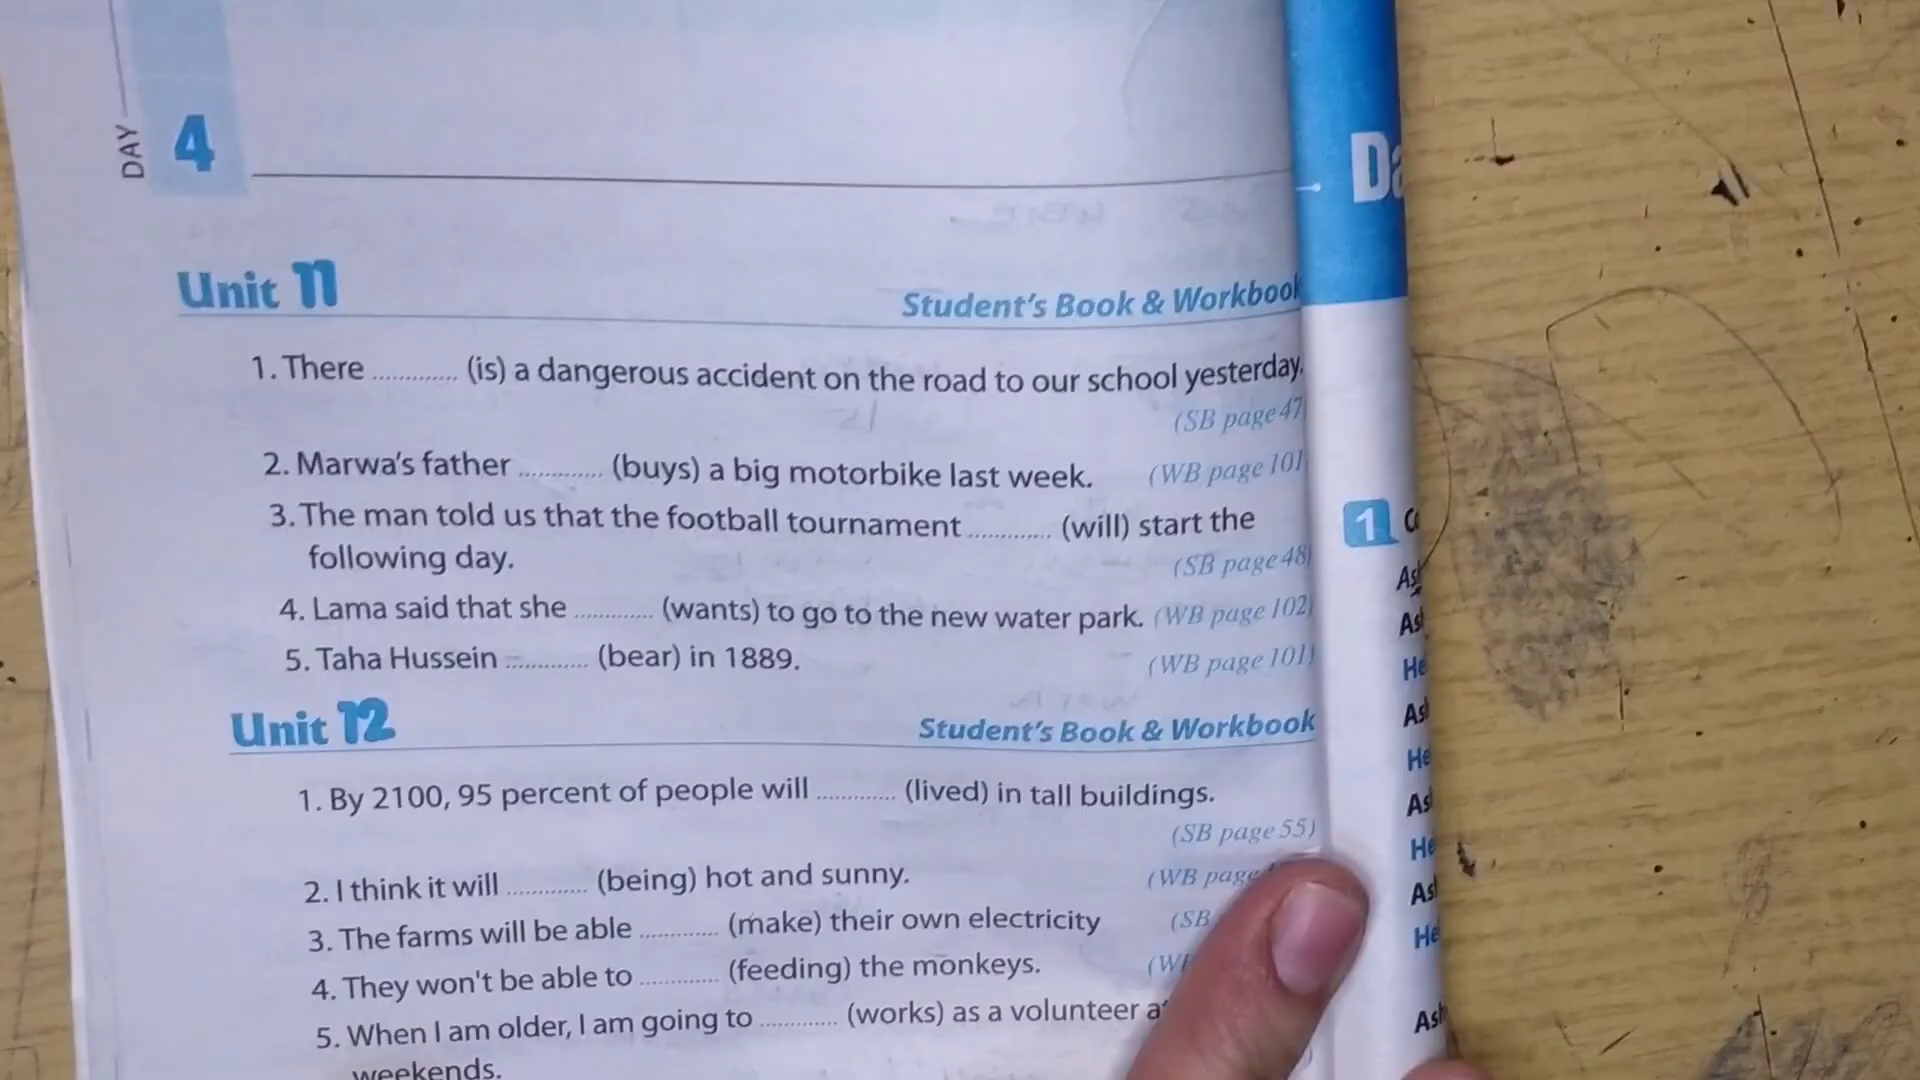 DAY 4
Unit 11
Student's Book & Workbook
1. There ............ (is) a dangerous accident on the road to our school yesterday.
(SB page 47)
2. Marwa's father ............ (buys) a big motorbike last week. (WB page 101
3. The man told us that the football tournament ............ (will) start the
following day. (SB page 48)
4. Lama said that she ............ (wants) to go to the new water park. (WB page 102)
5. Taha Hussein ............ (bear) in 1889. (WB page 101)
Unit 12
Student's Book & Workbook
1. By 2100, 95 percent of people will ............ (lived) in tall buildings.
(SB page 55)
2. I think it will ............ (being) hot and sunny. (WB page
3. The farms will be able ............ (make) their own electricity (SB
4. They won't be able to ............ (feeding) the monkeys.
5. When I am older, I am going to ............ (works) as a volunteer
weekends.
1